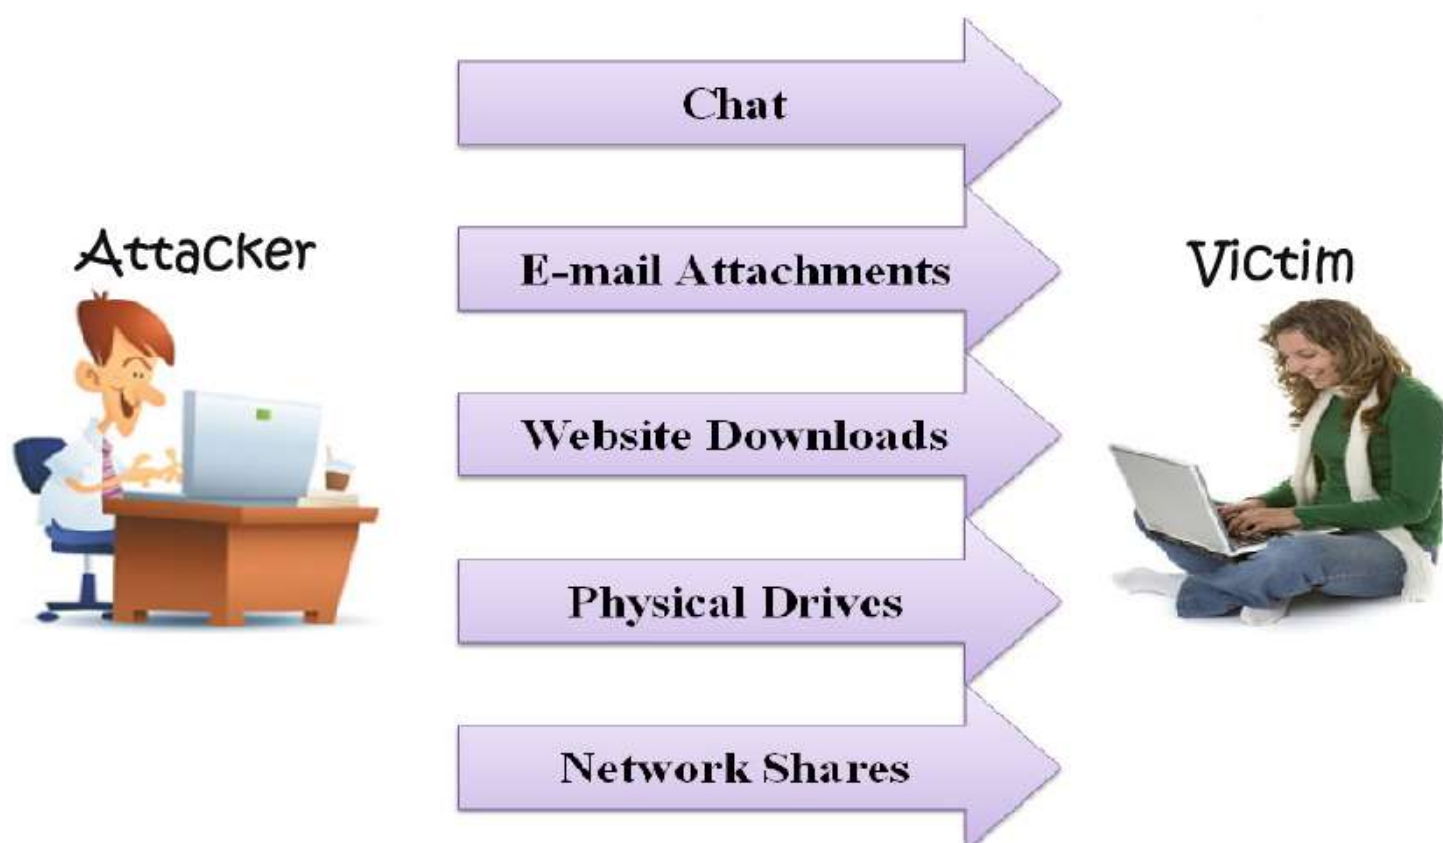 Chat
Attacker
E-mail Attachments
Victim
Website Downloads
Physical Drives
Network Shares